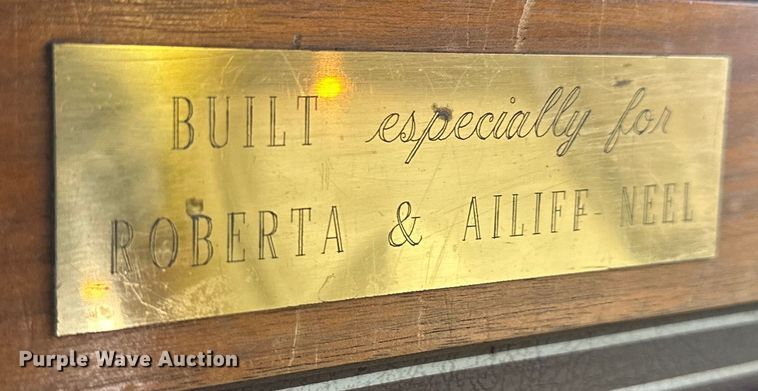 BUILT especially for
ROBERTA & AILIFF NEEL
Purple Wave Auction